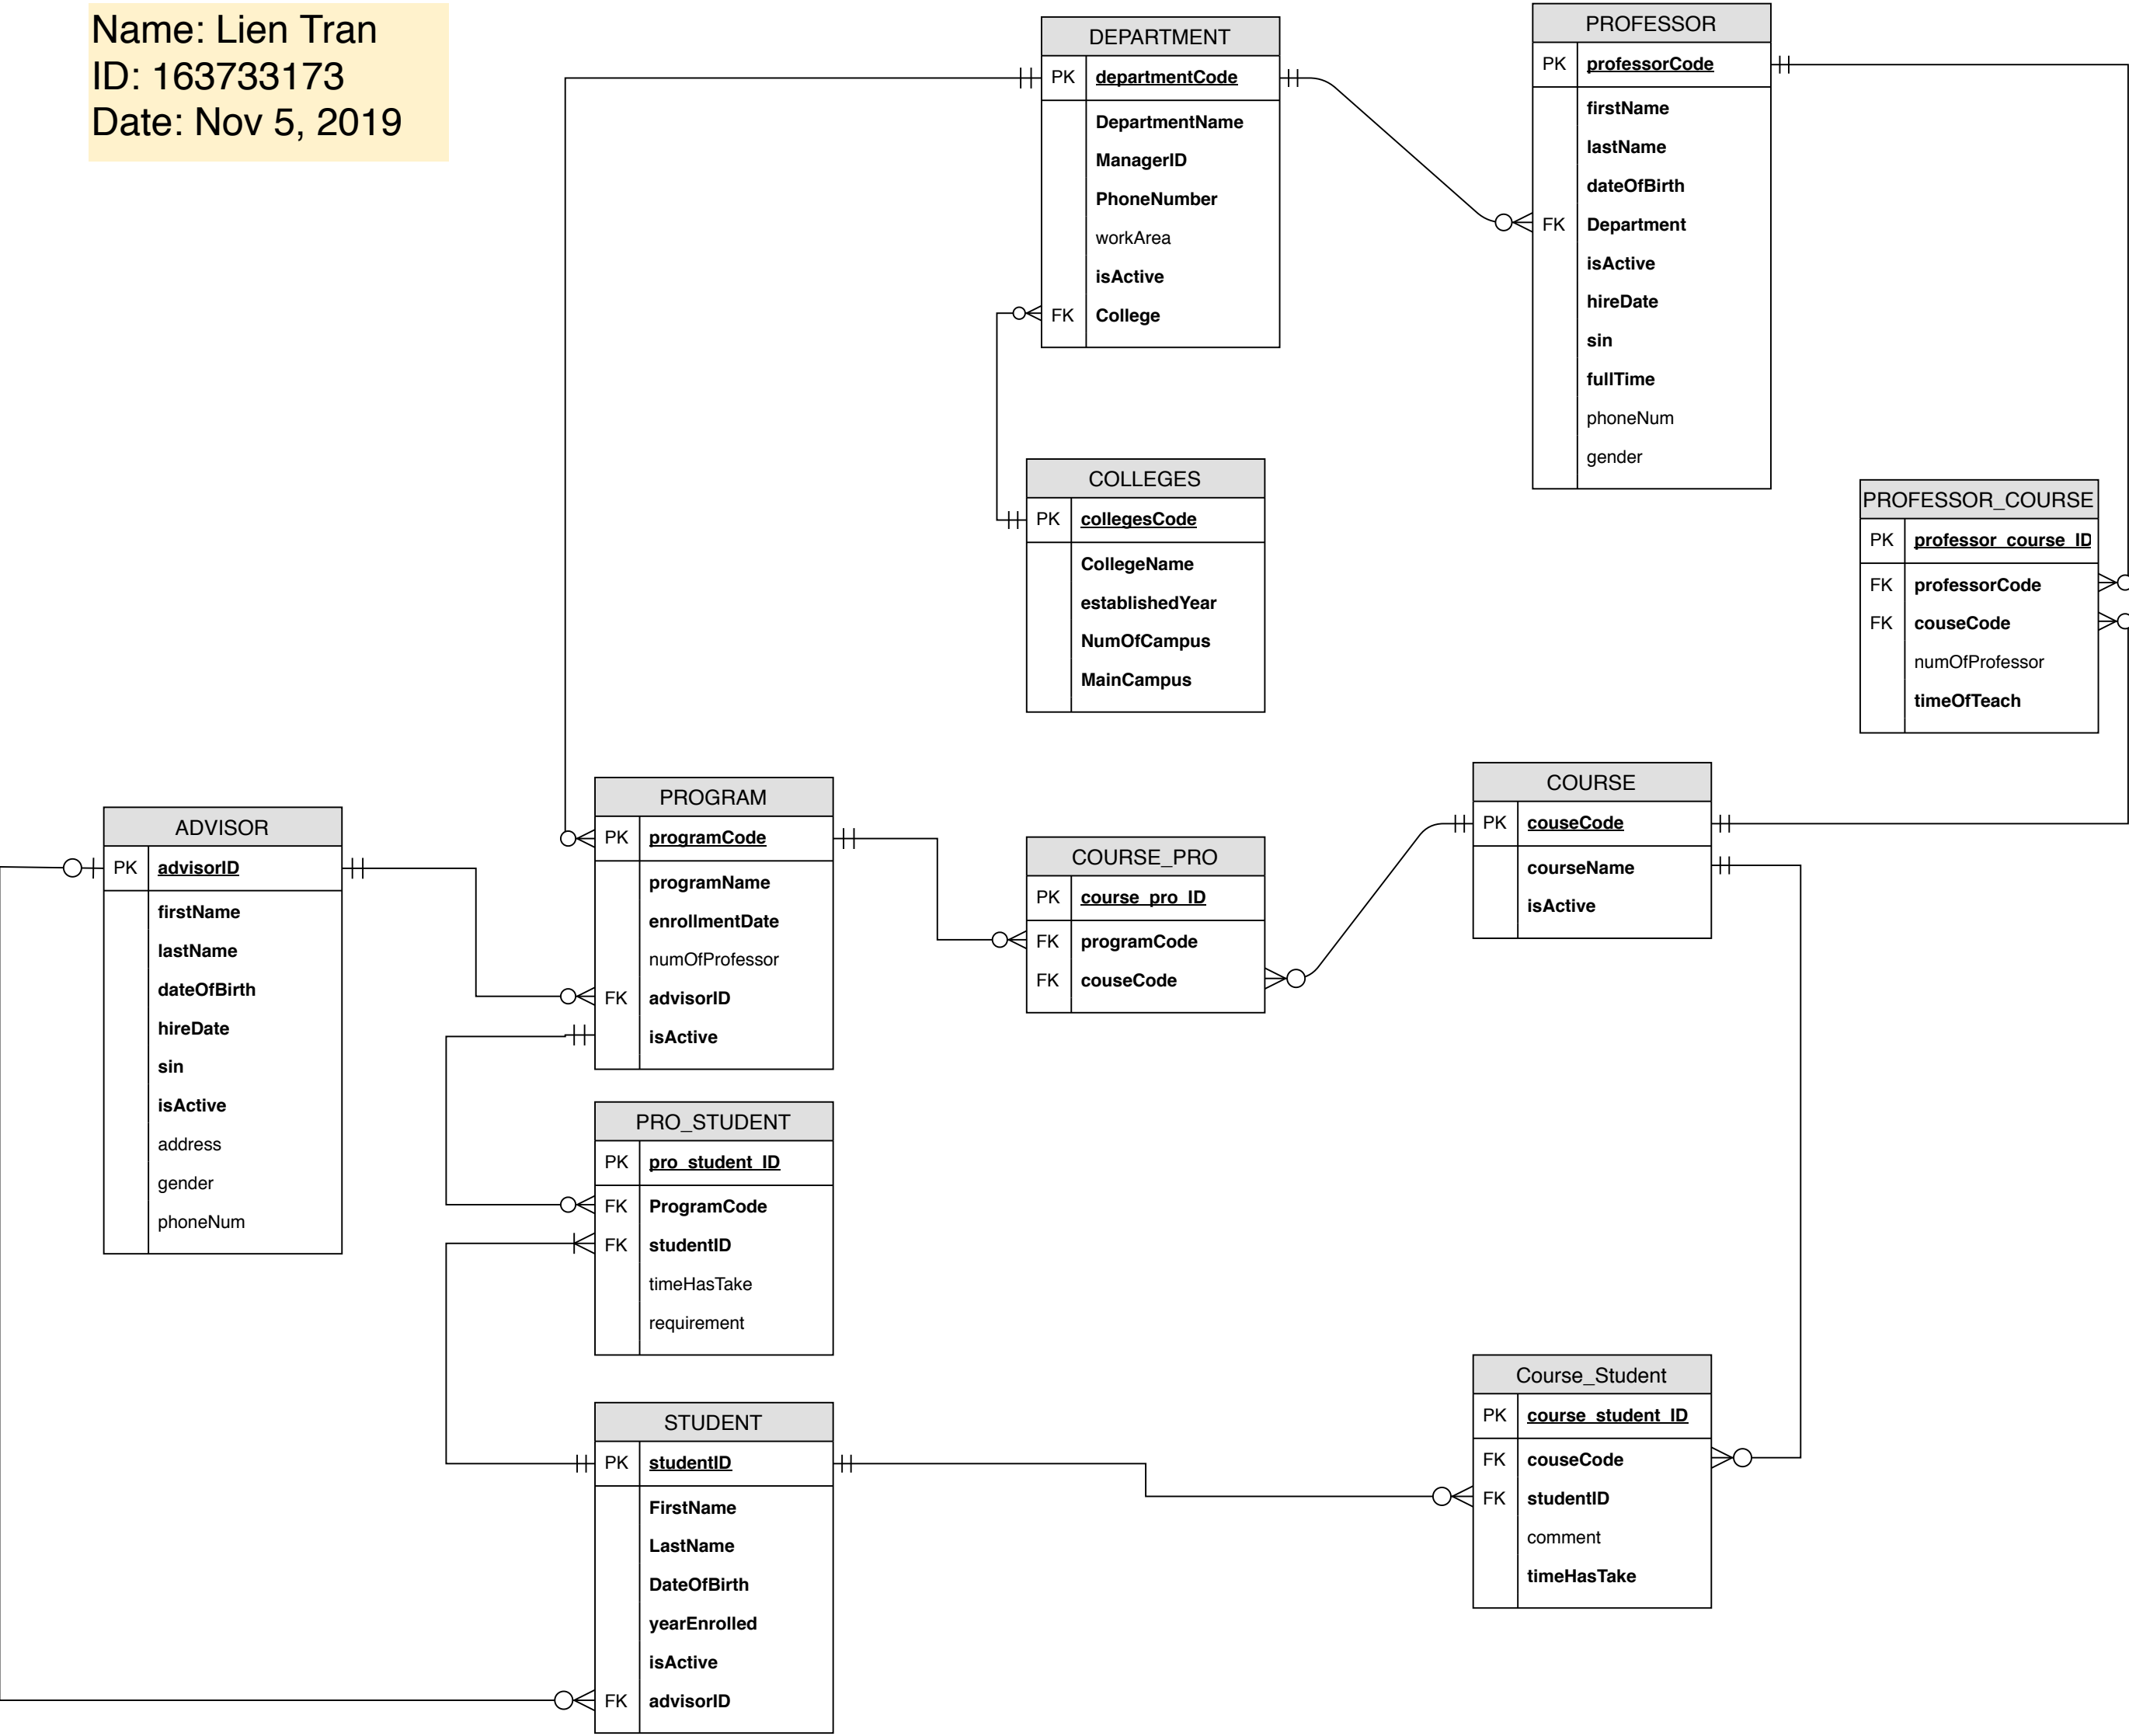 Name: Lien Tran
ID: 163733173
Date: Nov 5, 2019
DEPARTMENT
PK departmentCode
DepartmentName
ManagerID
PhoneNumber
workArea
isActive
FK College
PROFESSOR
PK professorCode
firstName
lastName
dateOfBirth
FK Department
isActive
hireDate
sin
fullTime
phoneNum
gender
COLLEGES
PK collegesCode
CollegeName
establishedYear
NumOfCampus
MainCampus
PROFESSOR_COURSE
PK professor_course_ID
FK professorCode
FK couseCode
numOfProfessor
timeOfTeach
ADVISOR
PK advisorID
firstName
lastName
dateOfBirth
hireDate
sin
isActive
address
gender
phoneNum
PROGRAM
PK programCode
programName
enrollmentDate
numOfProfessor
FK advisorID
isActive
COURSE_PRO
PK course_pro_ID
FK programCode
FK couseCode
COURSE
PK couseCode
courseName
isActive
PRO_STUDENT
PK pro_student_ID
FK ProgramCode
FK studentID
timeHasTake
requirement
STUDENT
PK studentID
FirstName
LastName
DateOfBirth
yearEnrolled
isActive
FK advisorID
Course_Student
PK course_student_ID
FK couseCode
FK studentID
comment
timeHasTake